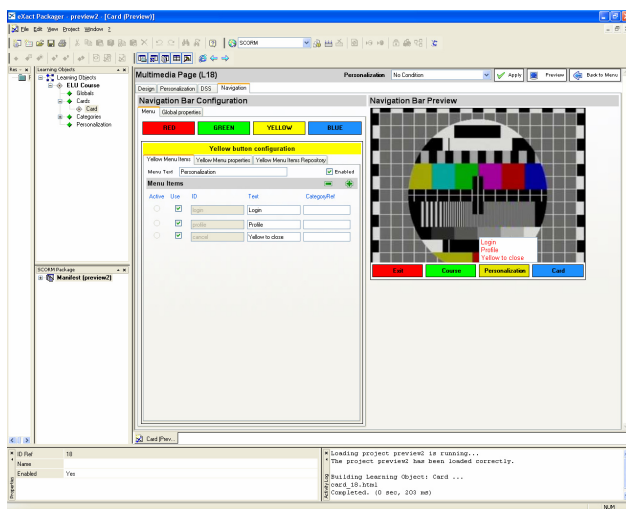 eXact Packager - preview2 - [Card (Preview)]
File Edit View Project Window ?
SCORM
Res
Learning Objects
Learning Objects
ELU Course
Globals
Cards
Card
Categories
Personalization
SCORM Package
Manifest (preview2)
Multimedia Page (L18)
Personalization No Condition
Apply
Preview
Back to Menu
Design Personalization DSS Navigation
Navigation Bar Configuration
Menu Global properties
RED GREEN YELLOW BLUE
Yellow button configuration
Yellow Menu Items Yellow Menu properties Yellow Menu Items Repository
Menu Text Personalization Enabled
Menu Items
Active Use ID Text CategoryRef
login Login
profile Profile
cancel Yellow to close
Navigation Bar Preview
Login
Profile
Yellow to close
Exit Course Personalization Card
Card (Prev...
Properties
ID Ref 18
Name
Enabled Yes
Activity Log
Loading project preview2 is running...
The project preview2 has been loaded correctly.
Building Learning Object: Card ...
card_18.html
Completed. (0 sec, 203 ms)
NUM